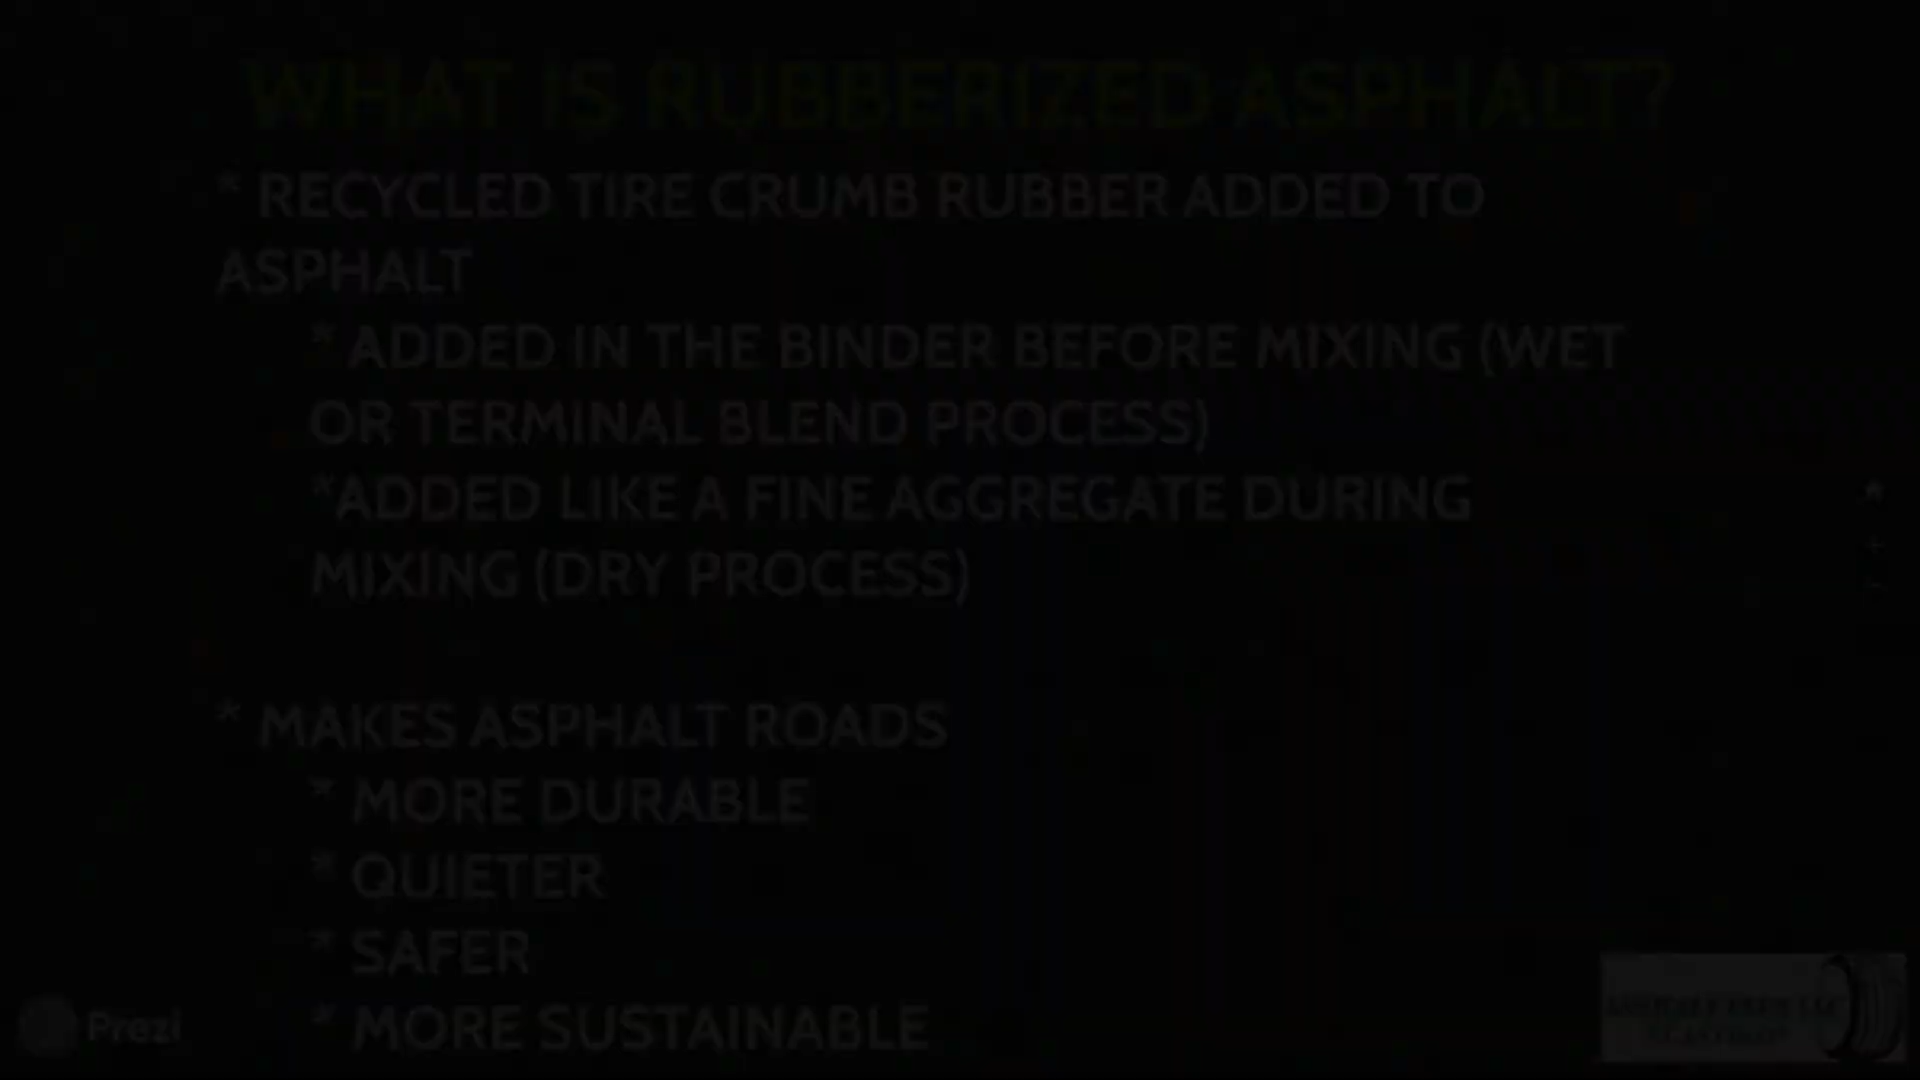 WHAT IS RUBBERIZED ASPHALT?
* RECYCLED TIRE CRUMB RUBBER ADDED TO
ASPHALT
* ADDED IN THE BINDER BEFORE MIXING (WET
OR TERMINAL BLEND PROCESS)
*ADDED LIKE A FINE AGGREGATE DURING
MIXING (DRY PROCESS)
* MAKES ASPHALT ROADS
* MORE DURABLE
* QUIETER
* SAFER
* MORE SUSTAINABLE
Prezi